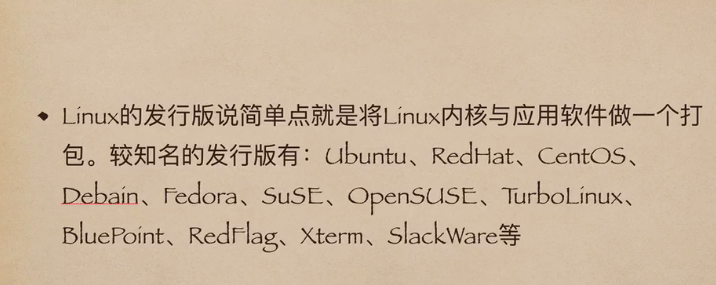 Linux的发行版说简单点就是将Linux内核与应用软件做一个打
包。较知名的发行版有：Ubuntu、RedHat、CentOS、
Debain、Fedora、SuSE、OpenSUSE、TurboLinux、
BluePoint、RedFlag、Xterm、SlackWare等